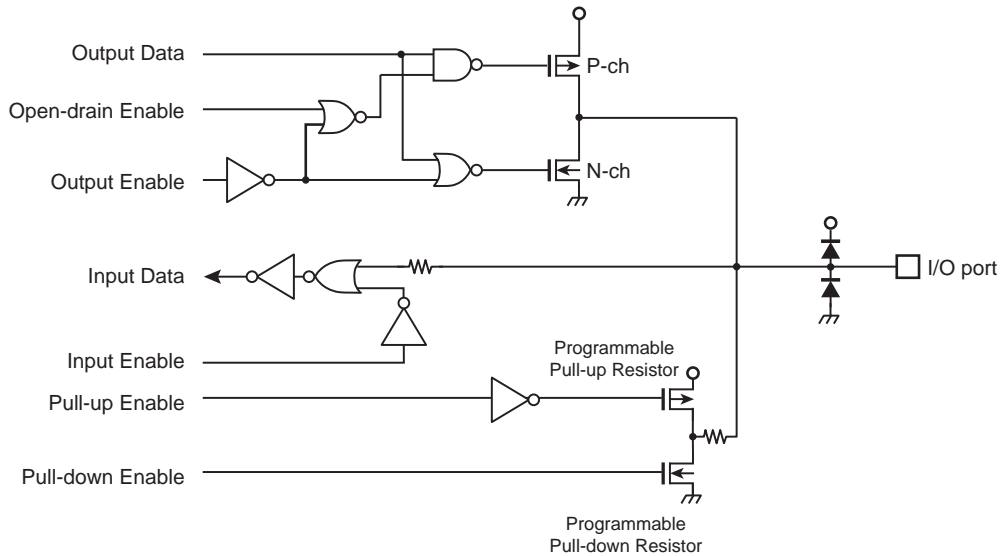 Output Data
P-ch
Open-drain Enable
Output Enable
N-ch
Input Data
I/O port
Input Enable
Programmable
Pull-up Resistor
Pull-up Enable
Pull-down Enable
Programmable
Pull-down Resistor